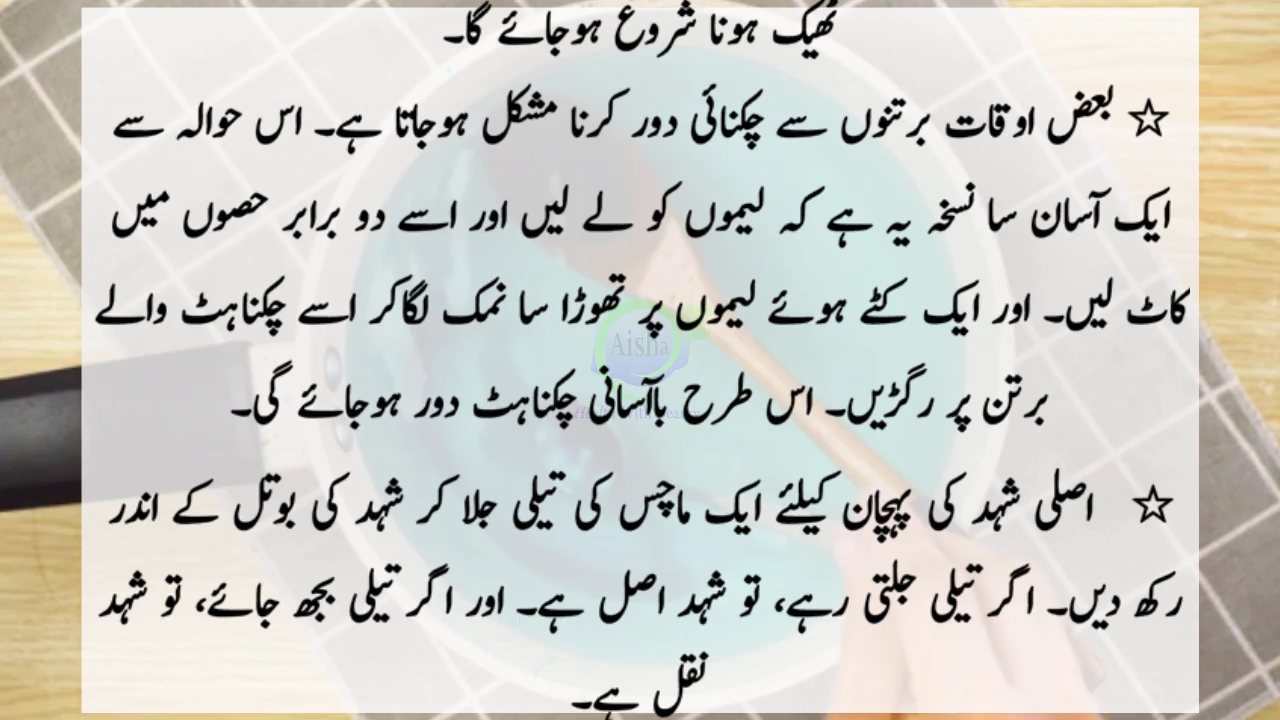 ٹھیک ہونا شروع ہوجائے گا۔
☆ بعض اوقات برتنوں سے چکنائی دور کرنا مشکل ہوجاتا ہے۔ اس حوالہ سے
ایک آسان سا نسخہ یہ ہے کہ لیموں کو لے لیں اور اسے دو برابر حصوں میں
کاٹ لیں۔ اور ایک کٹے ہوئے لیموں پر تھوڑا سا نمک لگاکر اسے چکناہٹ والے
Aisha
برتن پر رگڑیں۔ اس طرح باآسانی چکناہٹ دور ہوجائے گی۔
☆ اصلی شہد کی پہچان کیلئے ایک ماچس کی تیلی جلا کر شہد کی بوتل کے اندر
رکھ دیں۔ اگر تیلی جلتی رہے، تو شہد اصل ہے۔ اور اگر تیلی بجھ جائے، تو شہد
نقل ہے۔